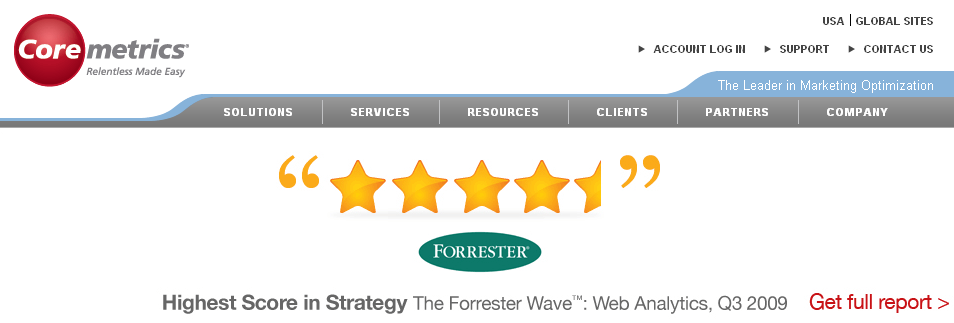 USA | GLOBAL SITES
Coremetrics®
Relentless Made Easy
ACCOUNT LOG IN SUPPORT CONTACT US
The Leader in Marketing Optimization
SOLUTIONS SERVICES RESOURCES CLIENTS PARTNERS COMPANY
“ ”
FORRESTER®
Highest Score in Strategy The Forrester Wave™: Web Analytics, Q3 2009 Get full report >